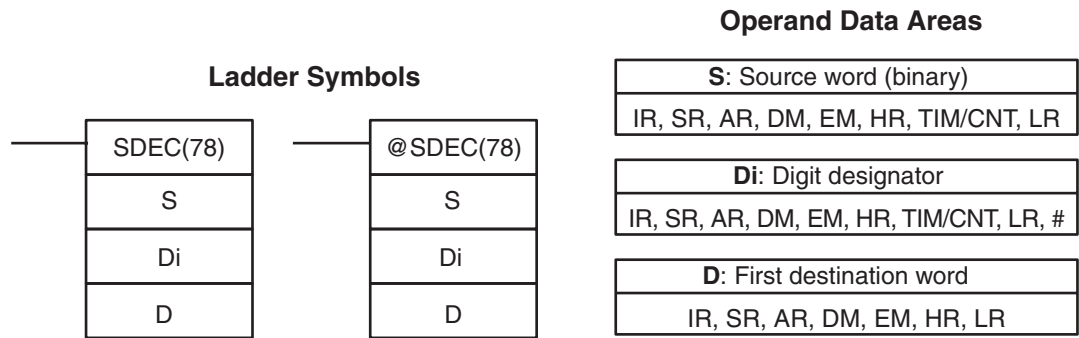 Ladder Symbols
SDEC(78)
S
Di
D
@SDEC(78)
S
Di
D
Operand Data Areas
S: Source word (binary)
IR, SR, AR, DM, EM, HR, TIM/CNT, LR
Di: Digit designator
IR, SR, AR, DM, EM, HR, TIM/CNT, LR, #
D: First destination word
IR, SR, AR, DM, EM, HR, LR